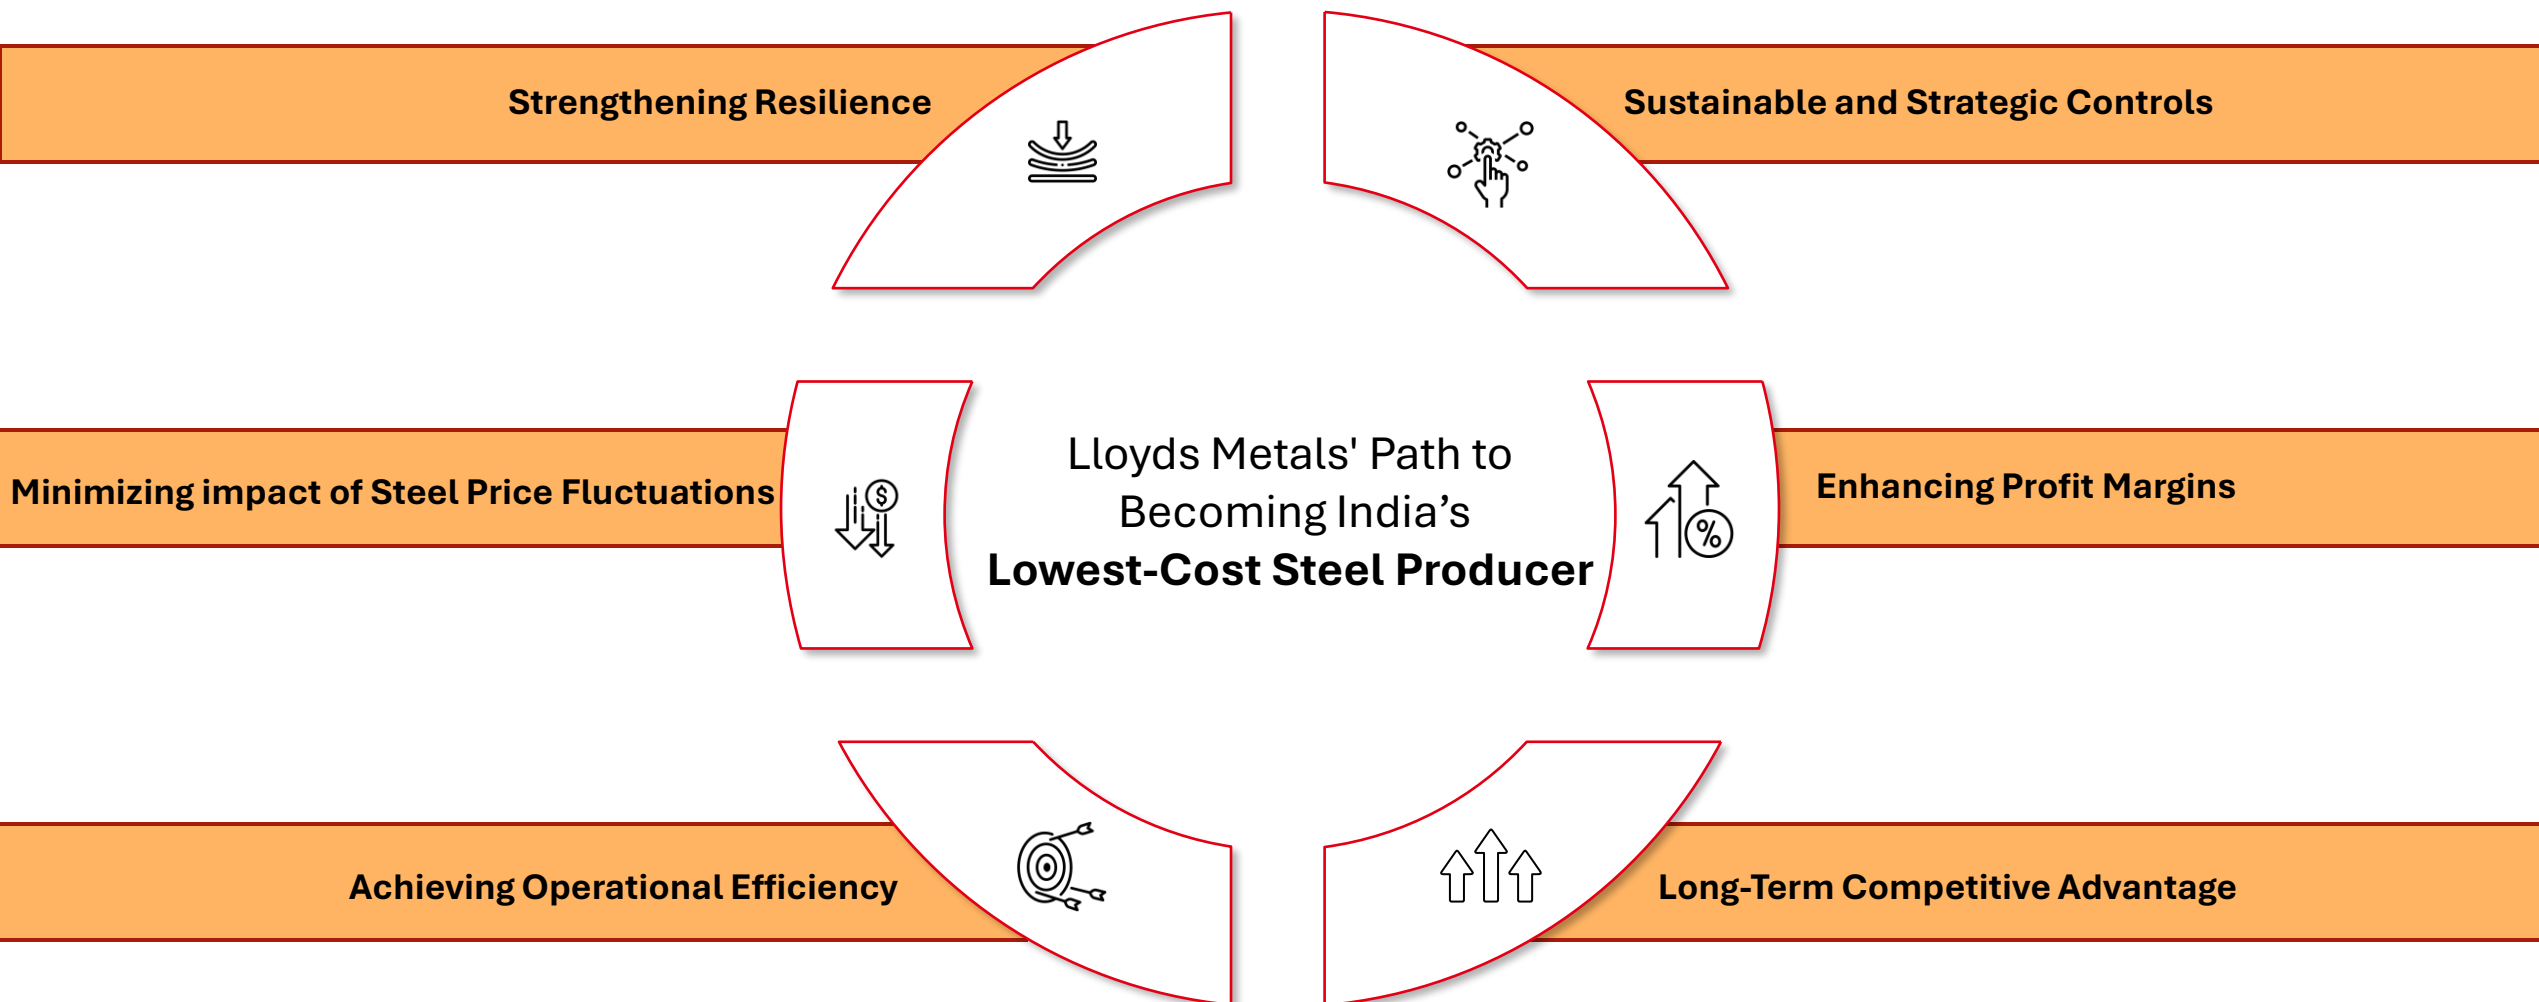 Strengthening Resilience
Sustainable and Strategic Controls
Minimizing impact of Steel Price Fluctuations
Lloyds Metals' Path to
Becoming India’s
Lowest-Cost Steel Producer
$
%
Enhancing Profit Margins
Achieving Operational Efficiency
Long-Term Competitive Advantage